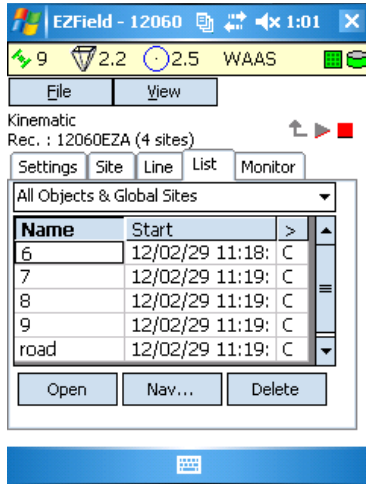 EZField - 12060 1:01
9 2.2 2.5 WAAS
File View
Kinematic
Rec. : 12060EZA (4 sites)
Settings Site Line List Monitor
All Objects & Global Sites
Name Start >
6 12/02/29 11:18: C
7 12/02/29 11:19: C
8 12/02/29 11:19: C
9 12/02/29 11:19: C
road 12/02/29 11:19: C
Open Nav... Delete